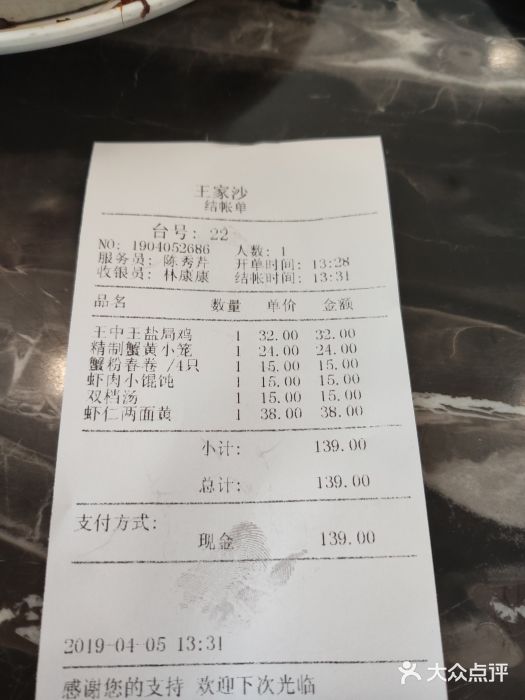 王家沙
结帐单
台号: 22
NO: 1904052686 人数: 1
服务员: 陈秀芹 开单时间: 13:28
收银员: 林康康 结帐时间: 13:31
品名 数量 单价 金额
王中王盐局鸡 1 32.00 32.00
精制蟹黄小笼 1 24.00 24.00
蟹粉春卷 /4只 1 15.00 15.00
虾肉小馄饨 1 15.00 15.00
双档汤 1 15.00 15.00
虾仁两面黄 1 38.00 38.00
小计: 139.00
总计: 139.00
支付方式:
现金 139.00
2019-04-05 13:31
感谢您的支持 欢迎下次光临
大众点评